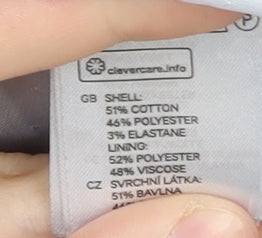 P
clevercare.info
GB SHELL:
51% COTTON
46% POLYESTER
3% ELASTANE
LINING:
52% POLYESTER
48% VISCOSE
CZ SVRCHNÍ LÁTKA:
51% BAVLNA